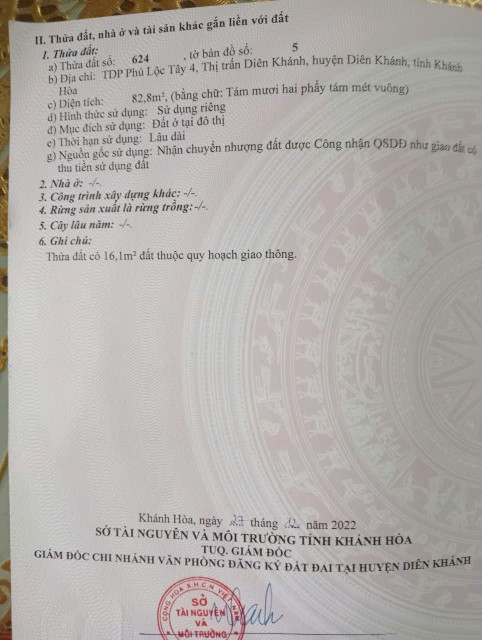 II. Thửa đất, nhà ở và tài sản khác gắn liền với đất
1. Thửa đất:
a) Thửa đất số: 624 , tờ bản đồ số: 5
b) Địa chỉ: TDP Phú Lộc Tây 4, Thị trấn Diên Khánh, huyện Diên Khánh, tỉnh Khánh
Hòa
c) Diện tích: 82,8m², (bằng chữ: Tám mươi hai phẩy tám mét vuông)
d) Hình thức sử dụng: Sử dụng riêng
đ) Mục đích sử dụng: Đất ở tại đô thị
e) Thời hạn sử dụng: Lâu dài
g) Nguồn gốc sử dụng: Nhận chuyển nhượng đất được Công nhận QSDĐ như giao đất có
thu tiền sử dụng đất
2. Nhà ở: -/-.
3. Công trình xây dựng khác: -/-.
4. Rừng sản xuất là rừng trồng: -/-.
5. Cây lâu năm: -/-.
6. Ghi chú:
Thửa đất có 16,1m² đất thuộc quy hoạch giao thông.
Khánh Hòa, ngày 27 tháng 12 năm 2022
SỞ TÀI NGUYÊN VÀ MÔI TRƯỜNG TỈNH KHÁNH HÒA
TUQ. GIÁM ĐỐC
GIÁM ĐỐC CHI NHÁNH VĂN PHÒNG ĐĂNG KÝ ĐẤT ĐAI TẠI HUYỆN DIÊN KHÁNH
CỘNG HÒA X.H.C.N VIỆT NAM
SỞ
TÀI NGUYÊN
VÀ
MÔI TRƯỜNG